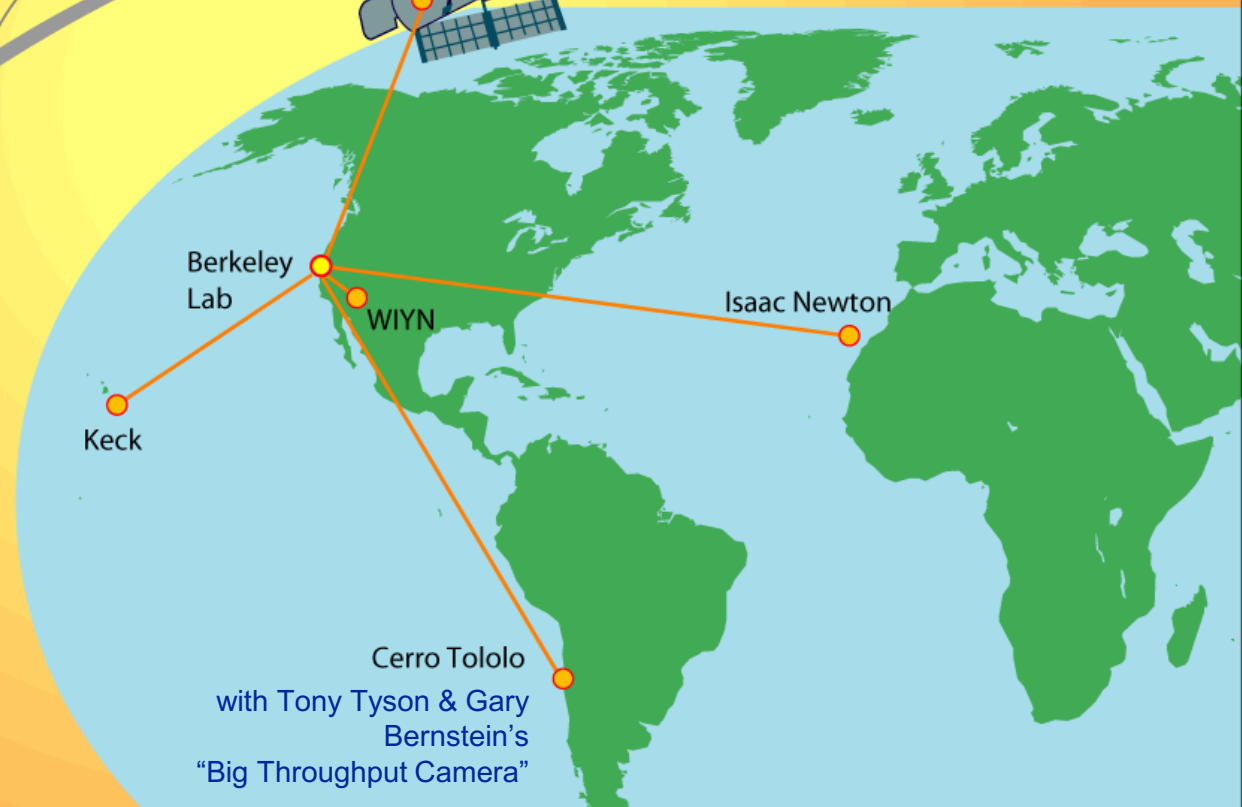 Berkeley
Lab
WIYN
Isaac Newton
Keck
Cerro Tololo
with Tony Tyson & Gary
Bernstein’s
“Big Throughput Camera”